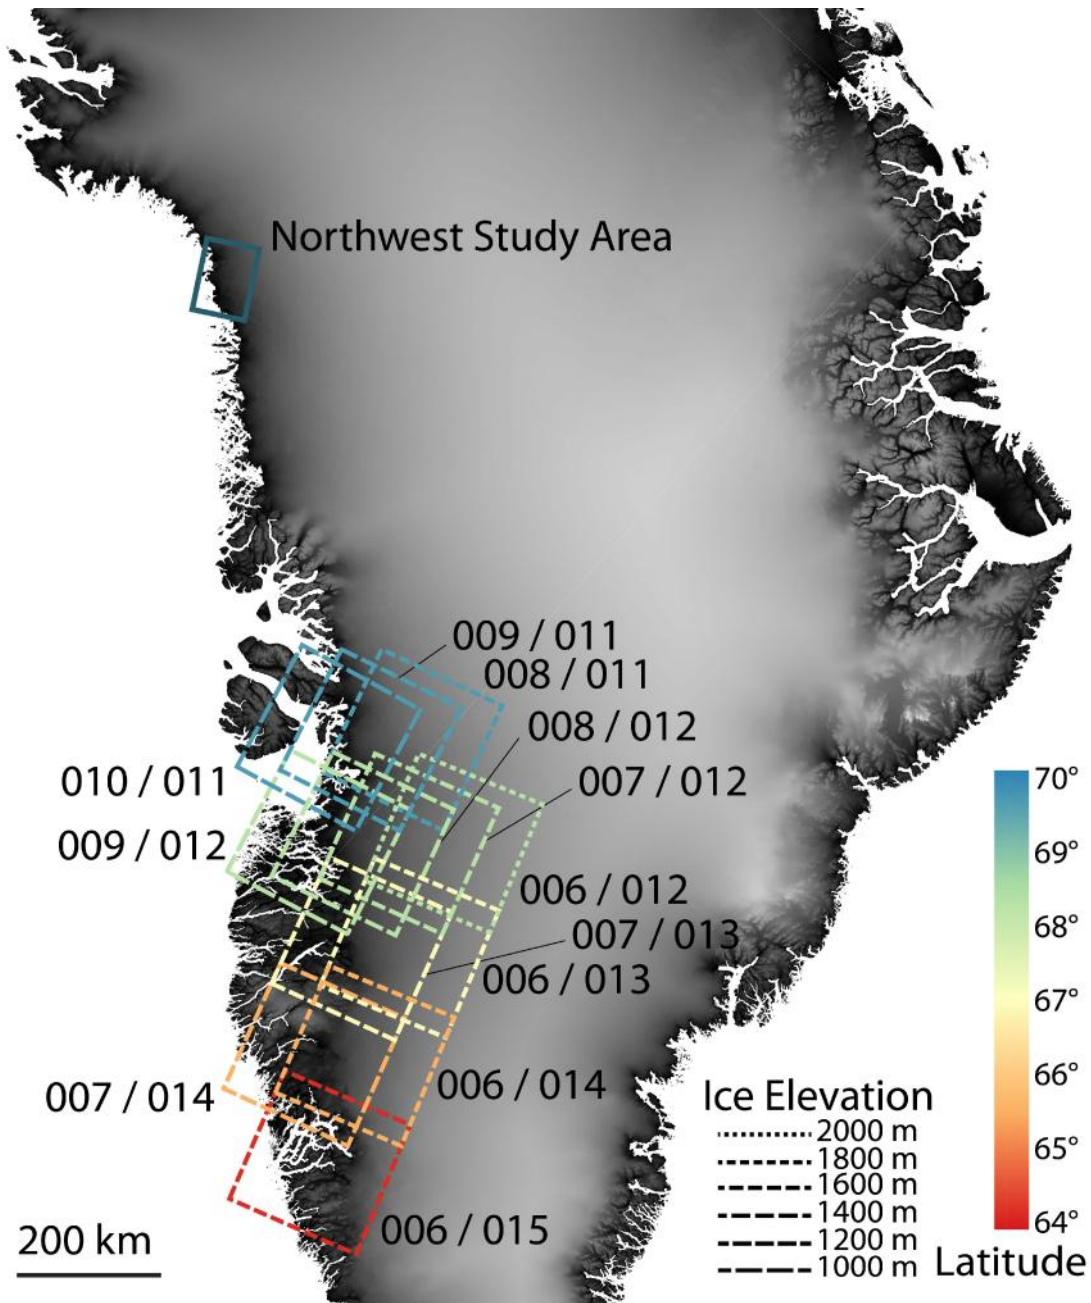 Northwest Study Area
009 / 011
008 / 011
008 / 012
010 / 011
007 / 012
009 / 012
006 / 012
007 / 013
006 / 013
007 / 014
006 / 014
006 / 015
200 km
Ice Elevation
2000 m
1800 m
1600 m
1400 m
1200 m
1000 m
70°
69°
68°
67°
66°
65°
64°
Latitude